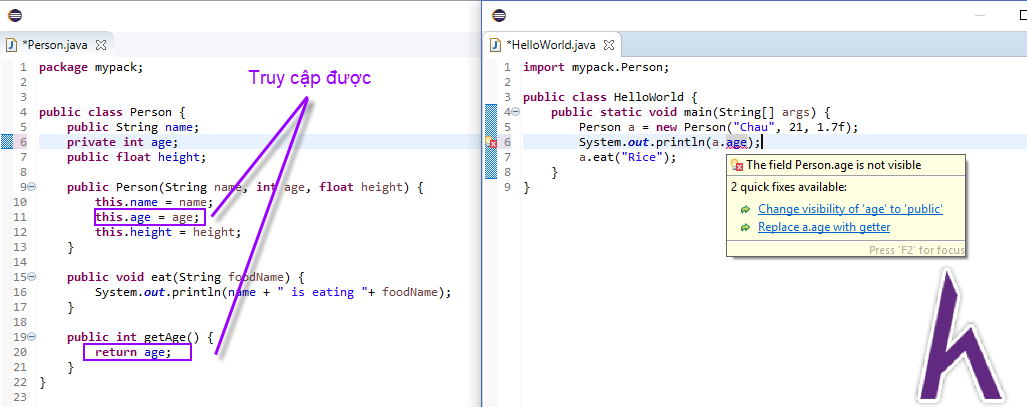 *Person.java
1 package mypack;
2
3
4 public class Person {
5 public String name;
6 private int age;
7 public float height;
8
9 public Person(String name, int age, float height) {
10 this.name = name;
11 this.age = age;
12 this.height = height;
13 }
14
15 public void eat(String foodName) {
16 System.out.println(name + " is eating "+ foodName);
17 }
18
19 public int getAge() {
20 return age;
21 }
22 }
23
Truy cập được
*HelloWorld.java
1 import mypack.Person;
2
3 public class HelloWorld {
4 public static void main(String[] args) {
5 Person a = new Person("Chau", 21, 1.7f);
6 System.out.println(a.age);
7 a.eat("Rice");
8 }
9 }
The field Person.age is not visible
2 quick fixes available:
Change visibility of 'age' to 'public'
Replace a.age with getter
Press 'F2' for focus